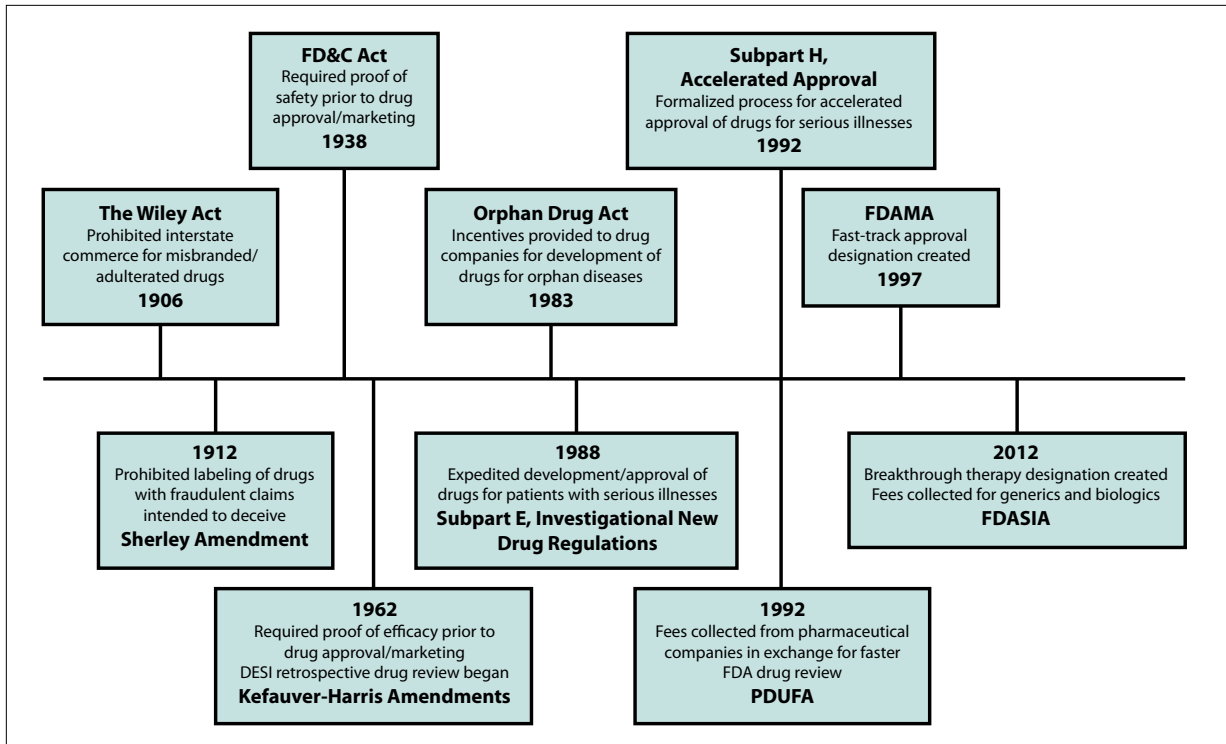 FD&C Act
Required proof of
safety prior to drug
approval/marketing
1938
Subpart H,
Accelerated Approval
Formalized process for accelerated
approval of drugs for serious illnesses
1992
The Wiley Act
Prohibited interstate
commerce for misbranded/
adulterated drugs
1906
Orphan Drug Act
Incentives provided to drug
companies for development of
drugs for orphan diseases
1983
FDAMA
Fast-track approval
designation created
1997
1912
Prohibited labeling of drugs
with fraudulent claims
intended to deceive
Sherley Amendment
1988
Expedited development/approval of
drugs for patients with serious illnesses
Subpart E, Investigational New
Drug Regulations
2012
Breakthrough therapy designation created
Fees collected for generics and biologics
FDASIA
1962
Required proof of efficacy prior to
drug approval/marketing
DESI retrospective drug review began
Kefauver-Harris Amendments
1992
Fees collected from pharmaceutical
companies in exchange for faster
FDA drug review
PDUFA